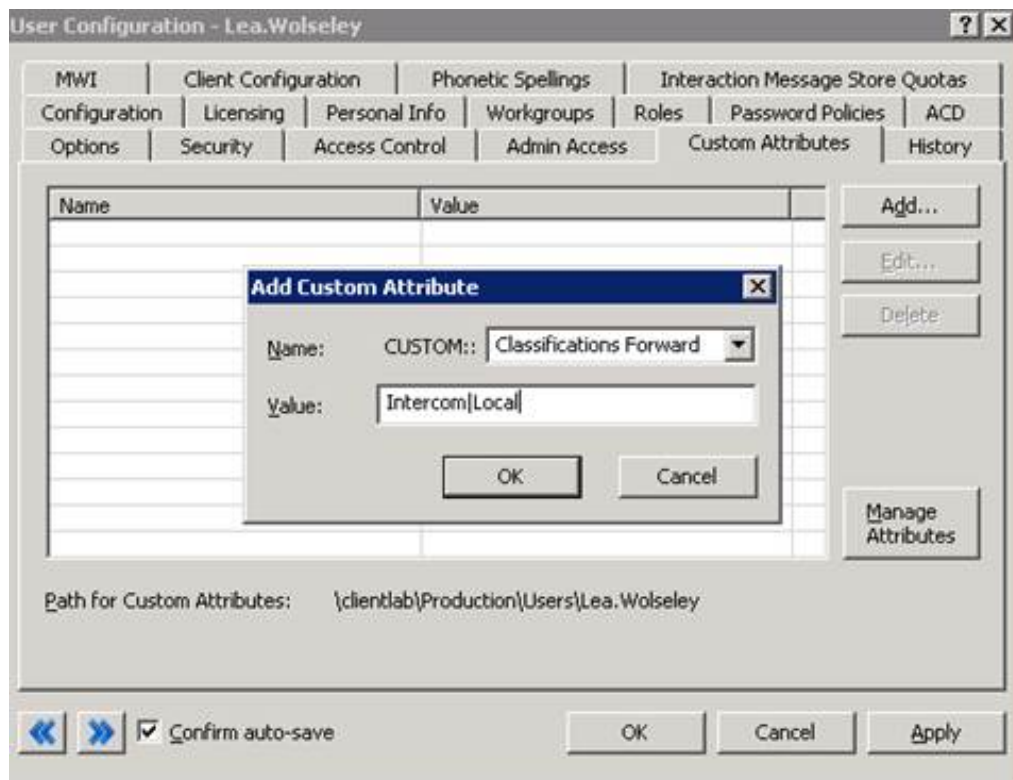 User Configuration - Lea.Wolseley
MWI Client Configuration Phonetic Spellings Interaction Message Store Quotas
Configuration Licensing Personal Info Workgroups Roles Password Policies ACD
Options Security Access Control Admin Access Custom Attributes History
Name Value
Add...
Edit...
Delete
Add Custom Attribute
Name: CUSTOM:: Classifications Forward
Value: Intercom|Local
OK Cancel
Manage
Attributes
Path for Custom Attributes: \clientlab\Production\Users\Lea.Wolseley
Confirm auto-save
OK Cancel Apply